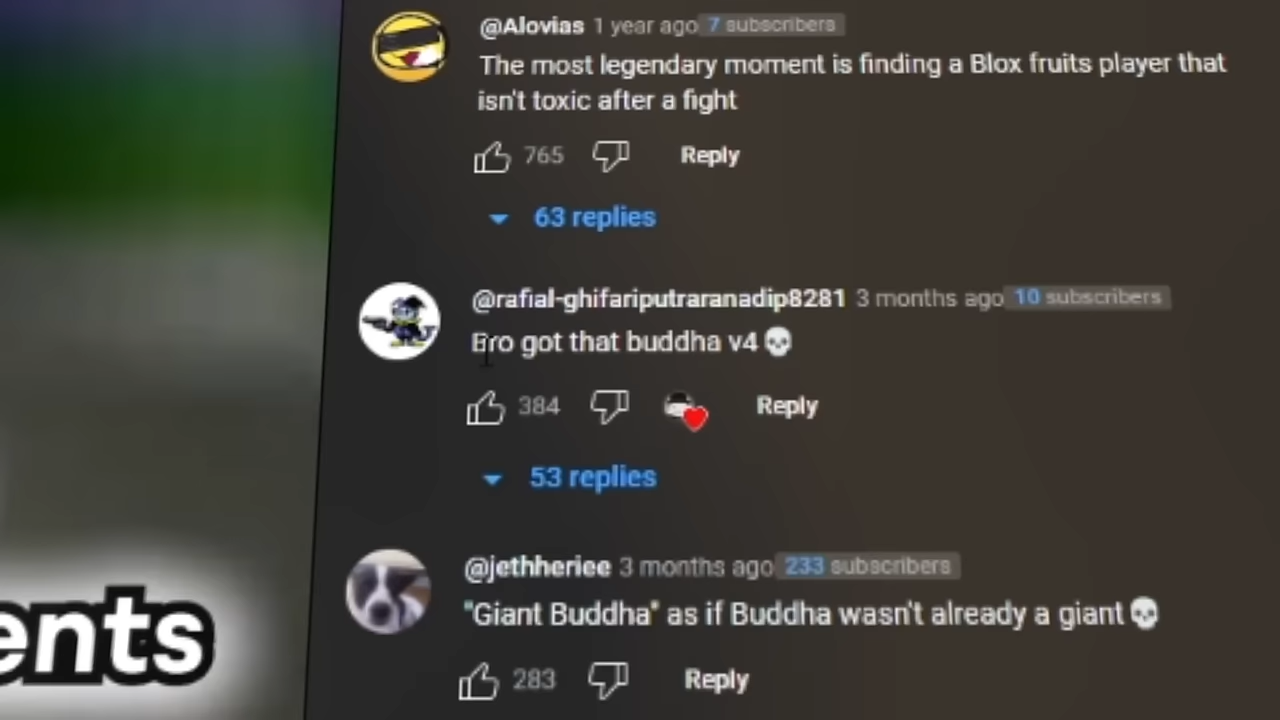 @Alovias 1 year ago 7 subscribers
The most legendary moment is finding a Blox fruits player that
isn't toxic after a fight
765 Reply
63 replies
@rafial-ghifariputraranadip8281 3 months ago 10 subscribers
Bro got that buddha v4 💀
384 Reply
53 replies
@jethheriee 3 months ago 233 subscribers
"Giant Buddha" as if Buddha wasn't already a giant 💀
ents
283 Reply